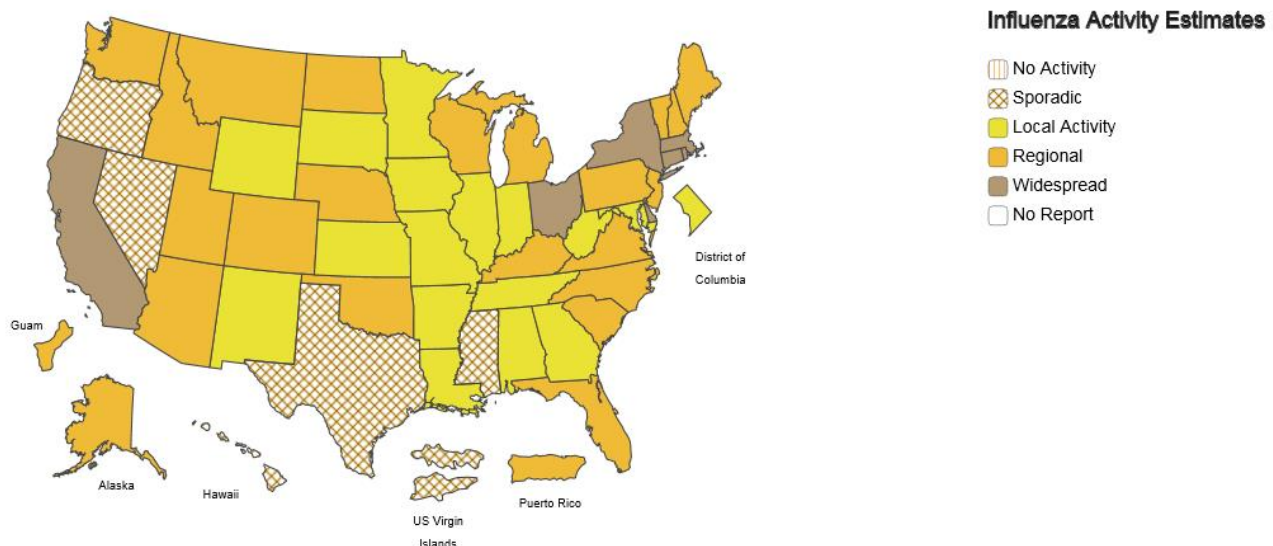 Influenza Activity Estimates
No Activity
Sporadic
Local Activity
Regional
Widespread
No Report
District of
Columbia
Guam
Alaska
Hawaii
US Virgin
Islands
Puerto Rico